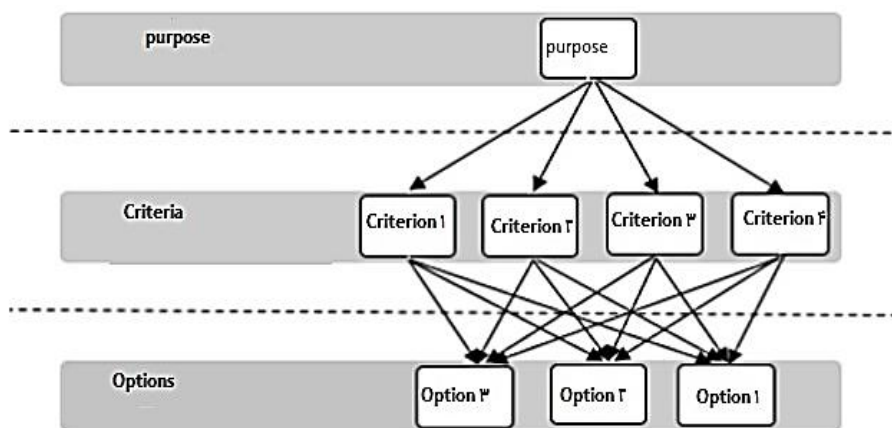 purpose
purpose
Criteria
Criterion ۱
Criterion ۲
Criterion ۳
Criterion ۴
Options
Option ۳
Option ۲
Option ۱